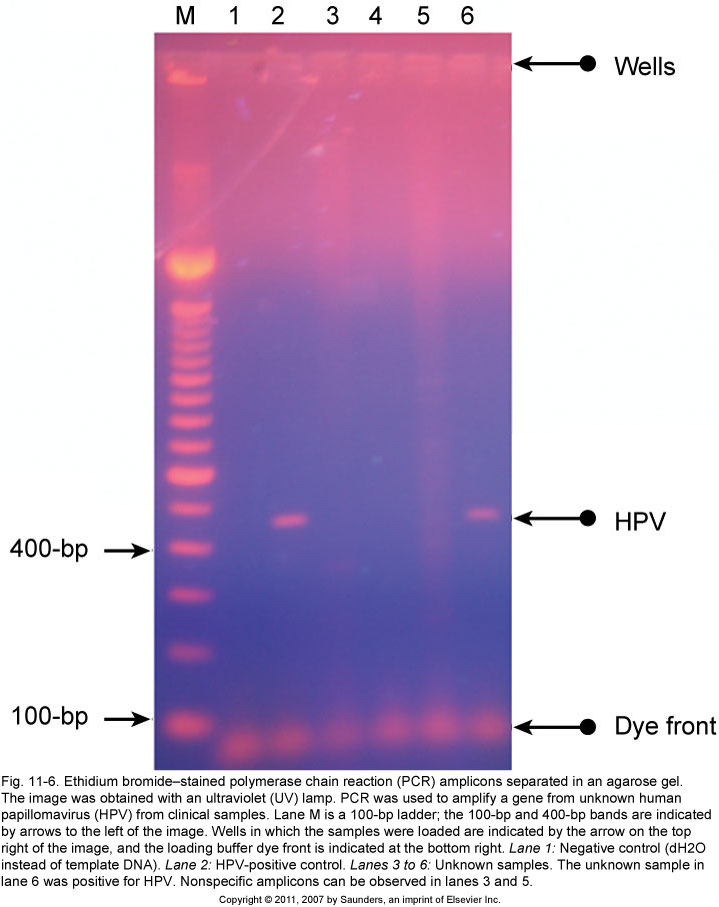 M 1 2 3 4 5 6
Wells
HPV
400-bp
100-bp
Dye front
Fig. 11-6. Ethidium bromide–stained polymerase chain reaction (PCR) amplicons separated in an agarose gel.
The image was obtained with an ultraviolet (UV) lamp. PCR was used to amplify a gene from unknown human
papillomavirus (HPV) from clinical samples. Lane M is a 100-bp ladder; the 100-bp and 400-bp bands are indicated
by arrows to the left of the image. Wells in which the samples were loaded are indicated by the arrow on the top
right of the image, and the loading buffer dye front is indicated at the bottom right. Lane 1: Negative control (dH2O
instead of template DNA). Lane 2: HPV-positive control. Lanes 3 to 6: Unknown samples. The unknown sample in
lane 6 was positive for HPV. Nonspecific amplicons can be observed in lanes 3 and 5.
Copyright © 2011, 2007 by Saunders, an imprint of Elsevier Inc.